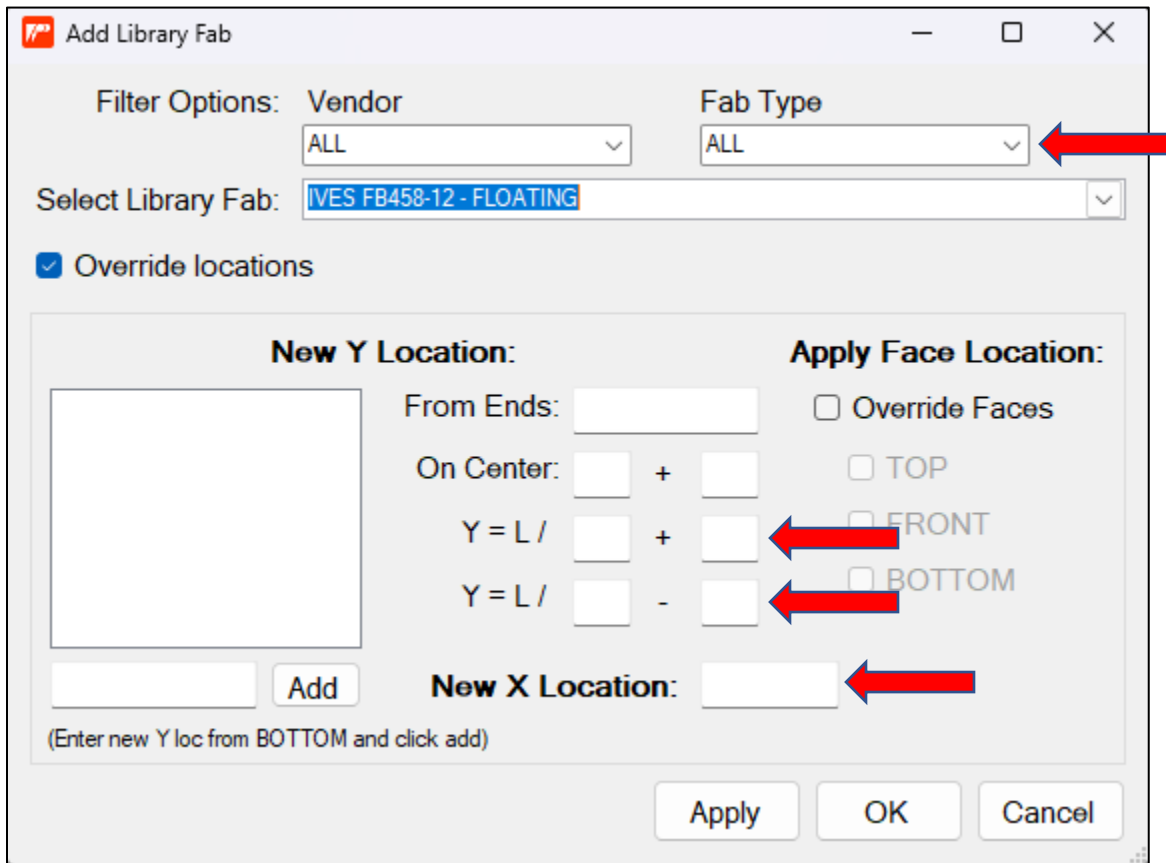 Add Library Fab
Filter Options: Vendor Fab Type
ALL ALL
Select Library Fab: IVES FB458-12 - FLOATING
Override locations
New Y Location: Apply Face Location:
From Ends: Override Faces
On Center: + TOP
Y = L / + FRONT
Y = L / - BOTTOM
Add New X Location:
(Enter new Y loc from BOTTOM and click add)
Apply OK Cancel